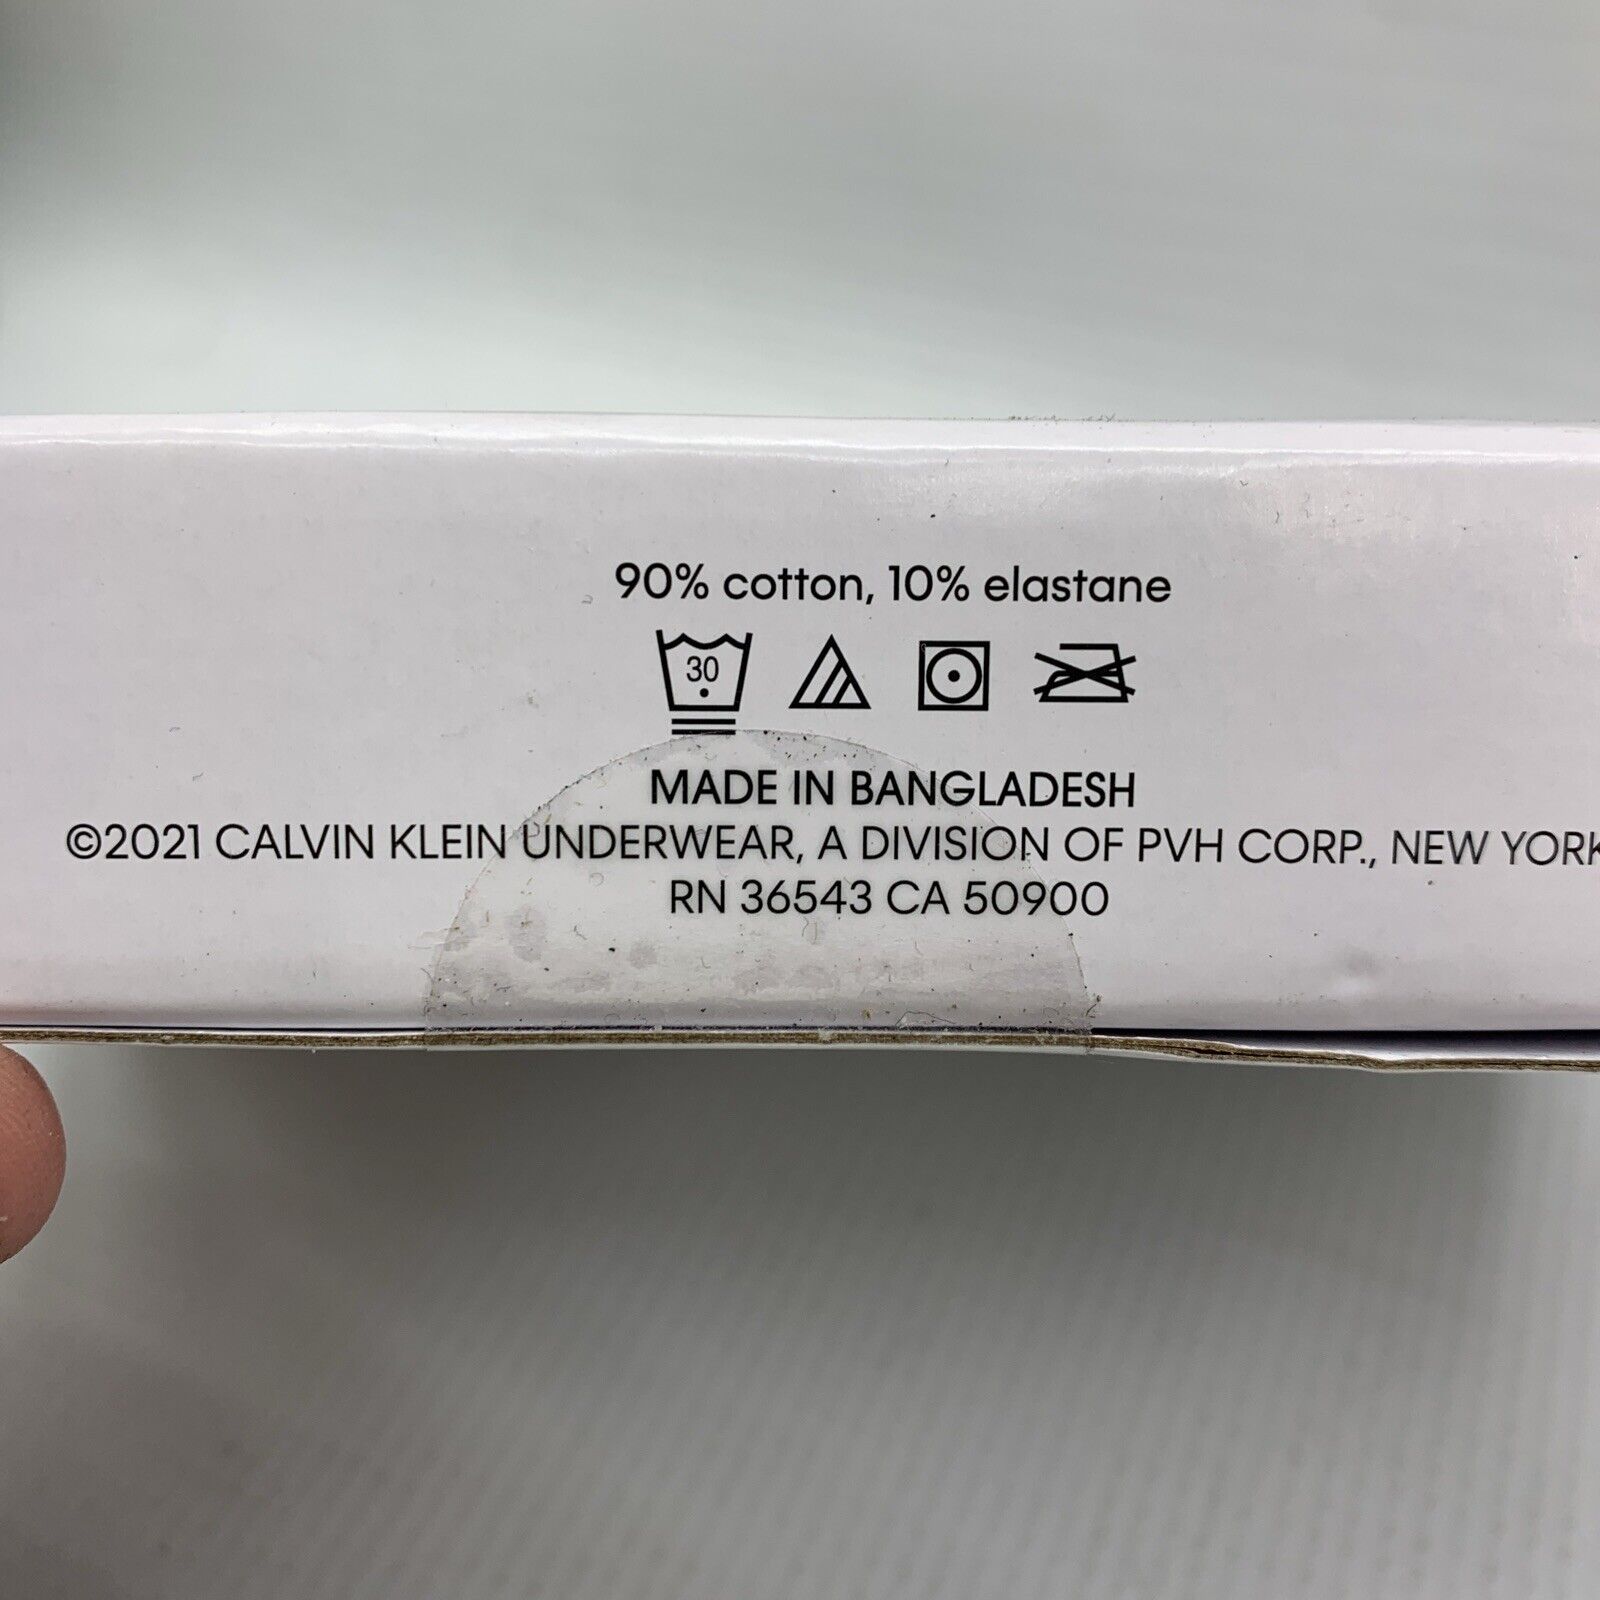 90% cotton, 10% elastane
30
MADE IN BANGLADESH
©2021 CALVIN KLEIN UNDERWEAR, A DIVISION OF PVH CORP., NEW YORK
RN 36543 CA 50900